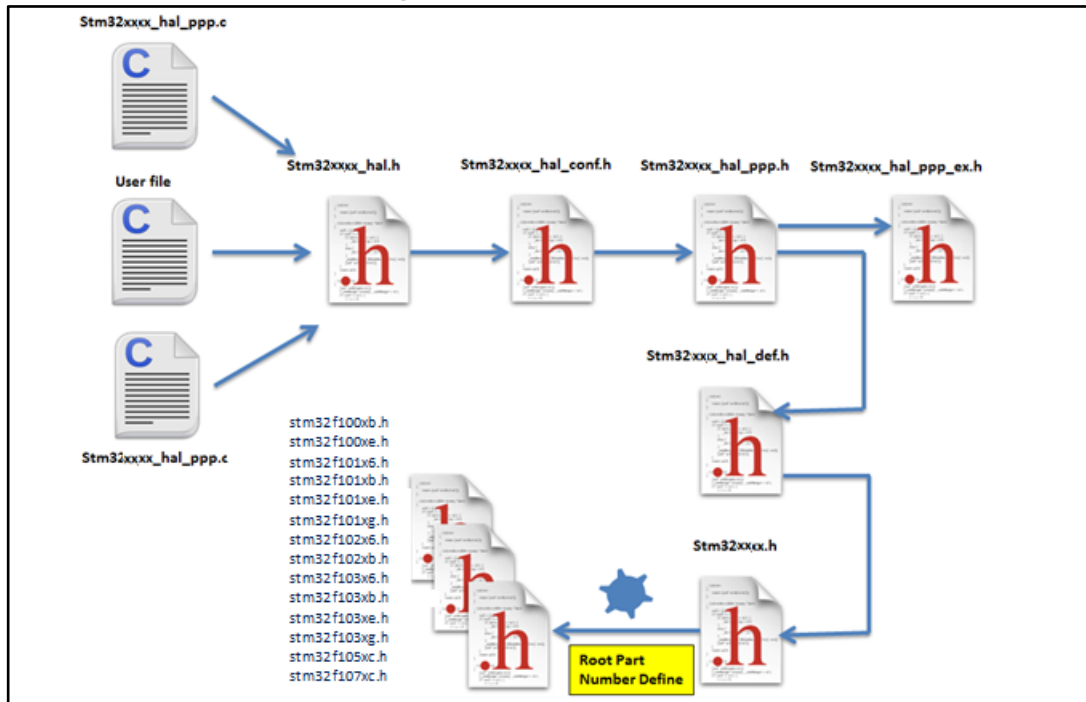 Stm32xxxx_hal_ppp.c
C
User file
C
Stm32xxxx_hal_ppp.c
C
Stm32xxxx_hal.h
.h
Stm32xxxx_hal_conf.h
.h
Stm32xxxx_hal_ppp.h
.h
Stm32xxxx_hal_ppp_ex.h
.h
Stm32xxxx_hal_def.h
.h
Stm32xxxx.h
.h
Root Part
Number Define
.h
.h
.h
stm32f100xb.h
stm32f100xe.h
stm32f101x6.h
stm32f101xb.h
stm32f101xe.h
stm32f101xg.h
stm32f102x6.h
stm32f102xb.h
stm32f103x6.h
stm32f103xb.h
stm32f103xe.h
stm32f103xg.h
stm32f105xc.h
stm32f107xc.h